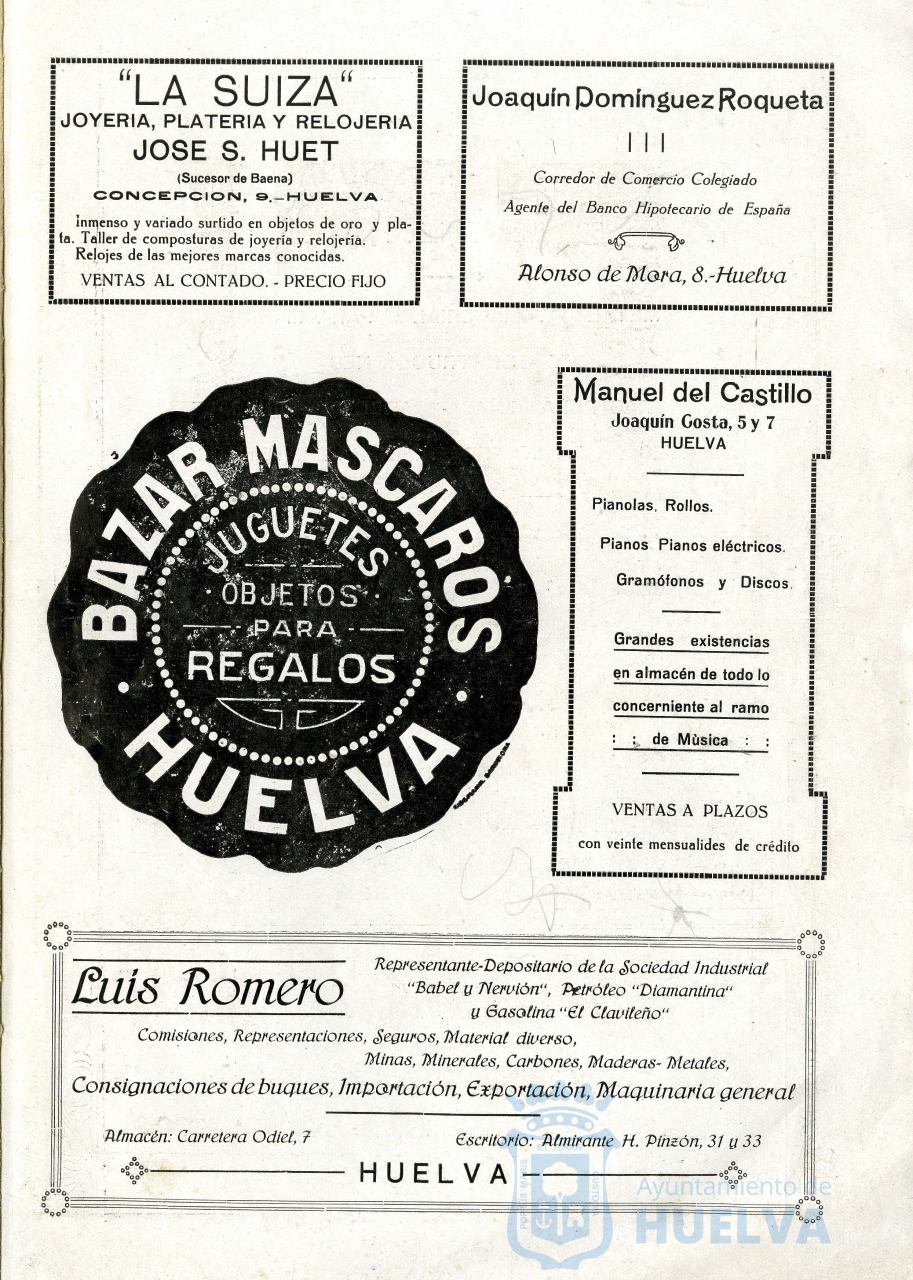 "LA SUIZA"
JOYERIA, PLATERIA Y RELOJERIA
JOSE S. HUET
(Sucesor de Baena)
CONCEPCION, 9.-HUELVA
Inmenso y variado surtido en objetos de oro y pla-
ta. Taller de composturas de joyería y relojería.
Relojes de las mejores marcas conocidas.
VENTAS AL CONTADO. - PRECIO FIJO
Joaquín Domínguez Roqueta
Corredor de Comercio Colegiado
Agente del Banco Hipotecario de España
Alonso de Mora, 8.-Huelva
BAZAR MASCAROS
JUGUETES
OBJETOS
PARA
REGALOS
HUELVA
Manuel del Castillo
Joaquín Costa, 5 y 7
HUELVA
Pianolas, Rollos.
Pianos Pianos eléctricos.
Gramófonos y Discos.
Grandes existencias
en almacén de todo lo
concerniente al ramo
: : de Mùsica : :
VENTAS A PLAZOS
con veinte mensualides de crédito
Luis Romero
Representante-Depositario de la Sociedad Industrial
"Babel y Nervión", Petróleo "Diamantina"
y Gasolina "El Clavileño"
Comisiones, Representaciones, Seguros, Material diverso,
Minas, Minerales, Carbones, Maderas- Metales,
Consignaciones de buques, Importación, Exportación, Maquinaria general
Almacén: Carretera Odiel, 7
Escritorio: Almirante H. Pinzón, 31 y 33
HUELVA
Ayuntamiento de
HUELVA